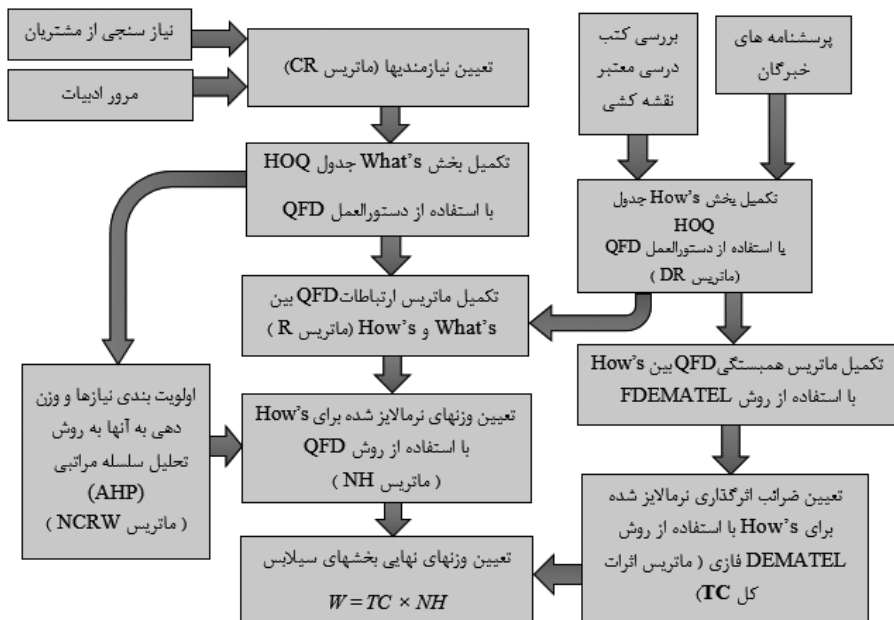 نیاز سنجی از مشتریان
مرور ادبیات
تعیین نیازمندیها (ماتریس CR)
بررسی کتب
درسی معتبر
نقشه کشی
پرسشنامه های
خبرگان
تکمیل بخش What's جدول HOQ
با استفاده از دستورالعمل QFD
تکمیل بخش How's جدول
HOQ
با استفاده از دستورالعمل QFD
(ماتریس DR )
تکمیل ماتریس ارتباطات QFD بین
What's و How's (ماتریس R )
تکمیل ماتریس همبستگی QFD بین How's
با استفاده از روش FDEMATEL
اولویت بندی نیازها و وزن
دهی به آنها به روش
تحلیل سلسله مراتبی
(AHP)
( ماتریس NCRW )
تعیین وزنهای نرمالایز شده برای How's
با استفاده از روش QFD
( ماتریس NH )
تعیین ضرائب اثرگذاری نرمالایز شده
برای How's با استفاده از روش
DEMATEL فازی ( ماتریس اثرات
کل TC)
تعیین وزنهای نهایی بخشهای سیلابس
W = TC × NH